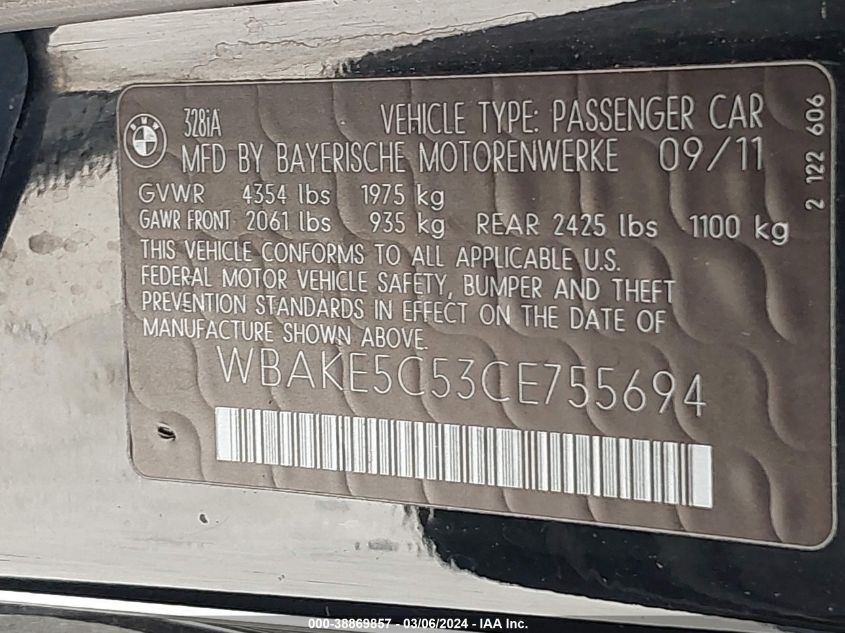 BMW
328iA VEHICLE TYPE: PASSENGER CAR
MFD BY BAYERISCHE MOTORENWERKE 09/11
GVWR 4354 lbs 1975 kg
GAWR FRONT 2061 lbs 935 kg REAR 2425 lbs 1100 kg
THIS VEHICLE CONFORMS TO ALL APPLICABLE U.S.
FEDERAL MOTOR VEHICLE SAFETY, BUMPER AND THEFT
PREVENTION STANDARDS IN EFFECT ON THE DATE OF
MANUFACTURE SHOWN ABOVE.
WBAKE5C53CE755694
2 122 606
000-38869857 - 03/06/2024 - IAA Inc.